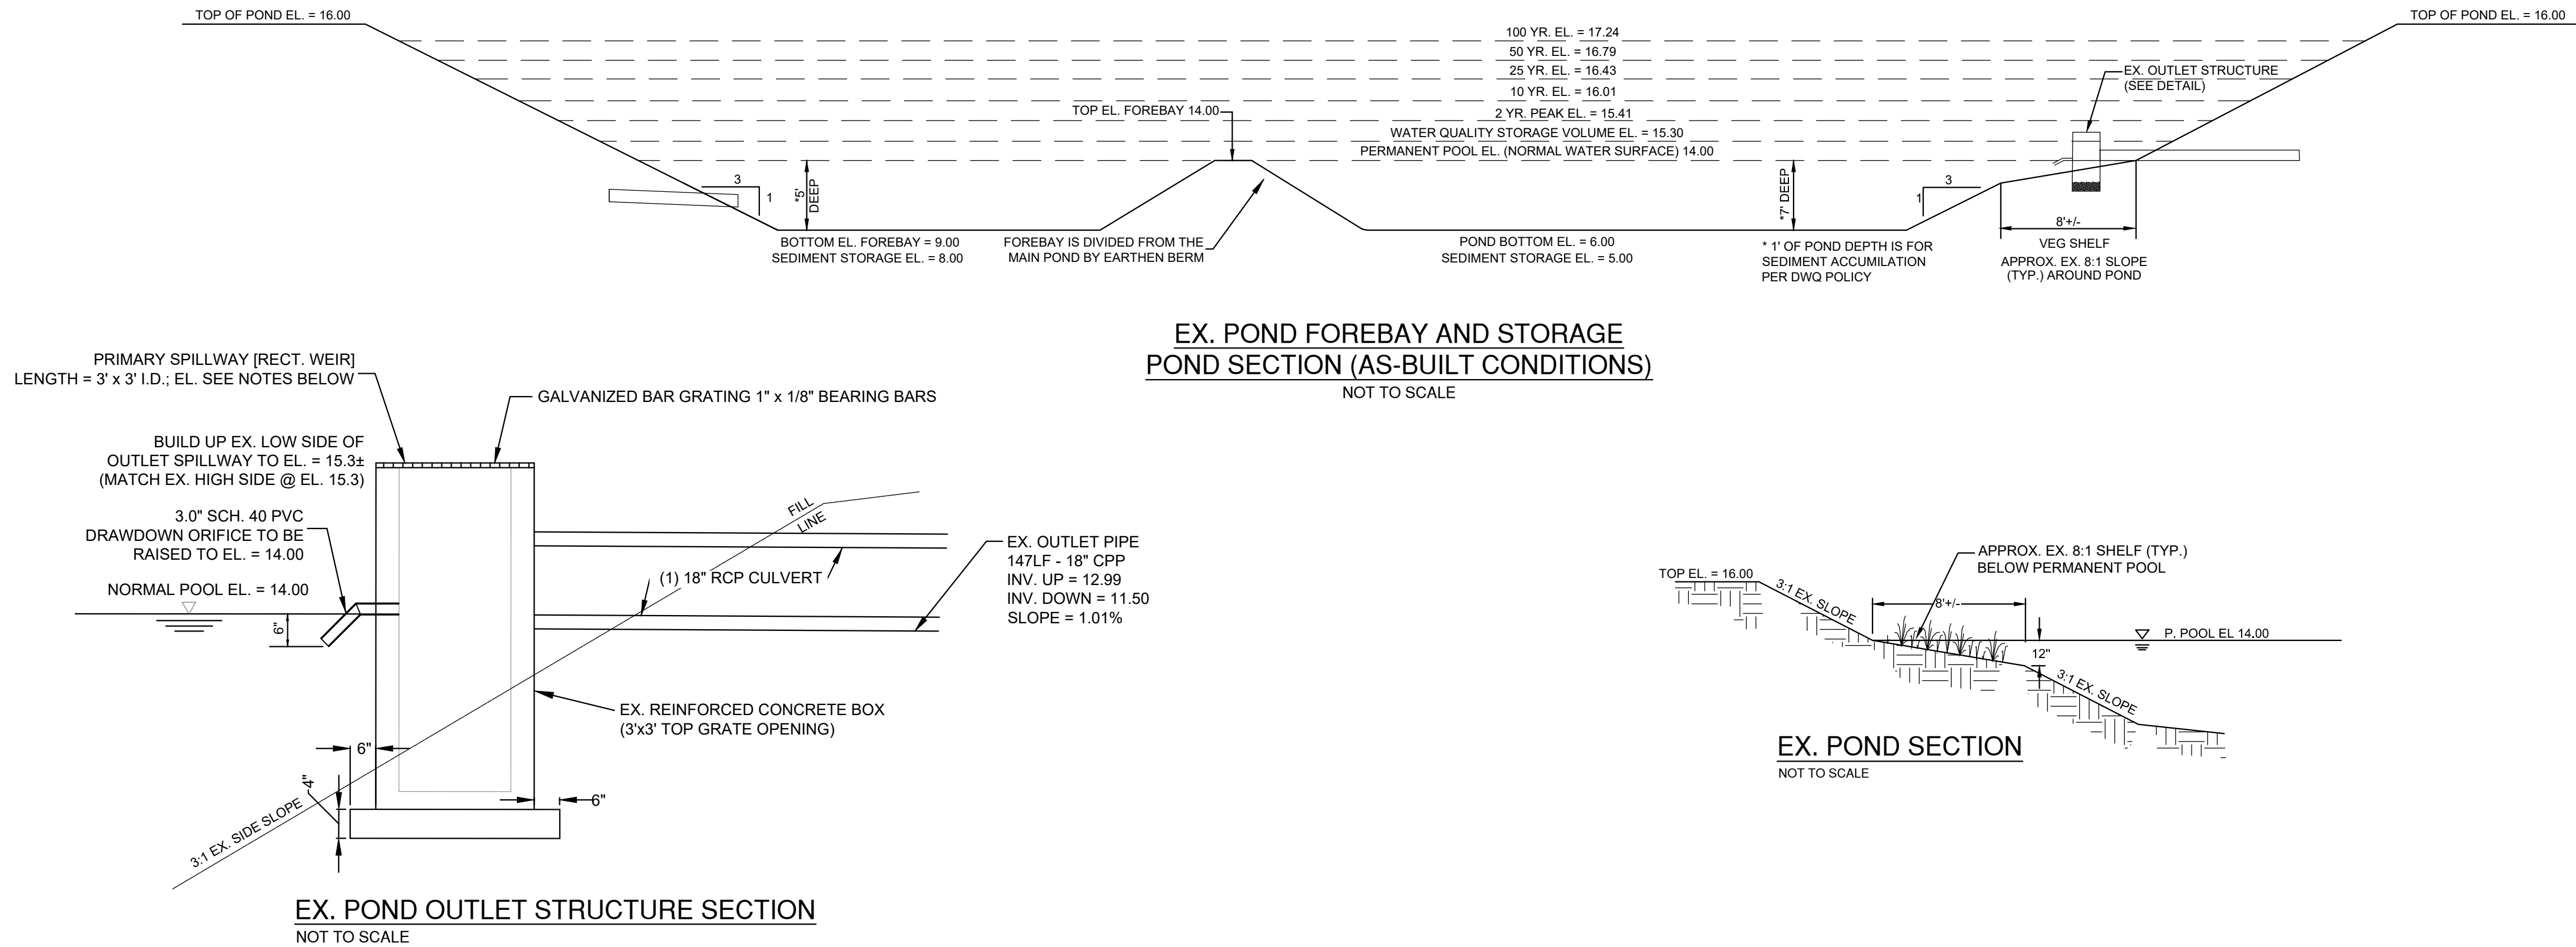 TOP OF POND EL. = 16.00
TOP OF POND EL. = 16.00
100 YR. EL. = 17.24
50 YR. EL. = 16.79
25 YR. EL. = 16.43
10 YR. EL. = 16.01
2 YR. PEAK EL. = 15.41
WATER QUALITY STORAGE VOLUME EL. = 15.30
PERMANENT POOL EL. (NORMAL WATER SURFACE) 14.00
TOP EL. FOREBAY 14.00
EX. OUTLET STRUCTURE
(SEE DETAIL)
3
1
*5'
DEEP
*7' DEEP
3
1
8'+/-
BOTTOM EL. FOREBAY = 9.00
SEDIMENT STORAGE EL. = 8.00
FOREBAY IS DIVIDED FROM THE
MAIN POND BY EARTHEN BERM
POND BOTTOM EL. = 6.00
SEDIMENT STORAGE EL. = 5.00
* 1' OF POND DEPTH IS FOR
SEDIMENT ACCUMILATION
PER DWQ POLICY
VEG SHELF
APPROX. EX. 8:1 SLOPE
(TYP.) AROUND POND
EX. POND FOREBAY AND STORAGE
POND SECTION (AS-BUILT CONDITIONS)
NOT TO SCALE
PRIMARY SPILLWAY [RECT. WEIR]
LENGTH = 3' x 3' I.D.; EL. SEE NOTES BELOW
GALVANIZED BAR GRATING 1" x 1/8" BEARING BARS
BUILD UP EX. LOW SIDE OF
OUTLET SPILLWAY TO EL. = 15.3±
(MATCH EX. HIGH SIDE @ EL. 15.3)
3.0" SCH. 40 PVC
DRAWDOWN ORIFICE TO BE
RAISED TO EL. = 14.00
NORMAL POOL EL. = 14.00
6"
FILL
LINE
(1) 18" RCP CULVERT
EX. OUTLET PIPE
147LF - 18" CPP
INV. UP = 12.99
INV. DOWN = 11.50
SLOPE = 1.01%
EX. REINFORCED CONCRETE BOX
(3'x3' TOP GRATE OPENING)
6"
4"
6"
3:1 EX. SIDE SLOPE
EX. POND OUTLET STRUCTURE SECTION
NOT TO SCALE
APPROX. EX. 8:1 SHELF (TYP.)
BELOW PERMANENT POOL
TOP EL. = 16.00
3:1 EX. SLOPE
8'+/-
P. POOL EL 14.00
12"
3:1 EX. SLOPE
EX. POND SECTION
NOT TO SCALE